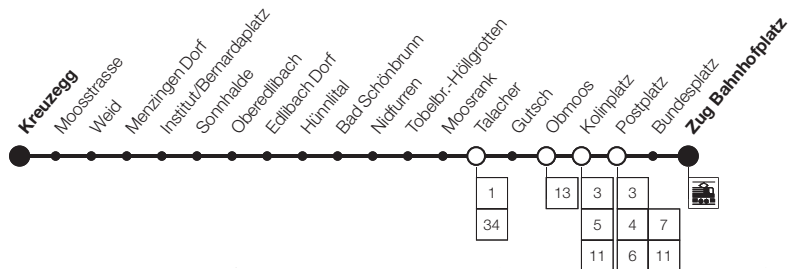 Kreuzegg
Moosstrasse
Weid
Menzingen Dorf
Institut/Bernardaplatz
Sonnhalde
Oberedlibach
Edlibach Dorf
Hünnlital
Bad Schönbrunn
Nidfurren
Tobelbr.-Höllgrotten
Moosrank
Talacher
Gutsch
Obmoos
Kolinplatz
Postplatz
Bundesplatz
Zug Bahnhofplatz
1
13
3
3
34
5
4
7
11
6
11